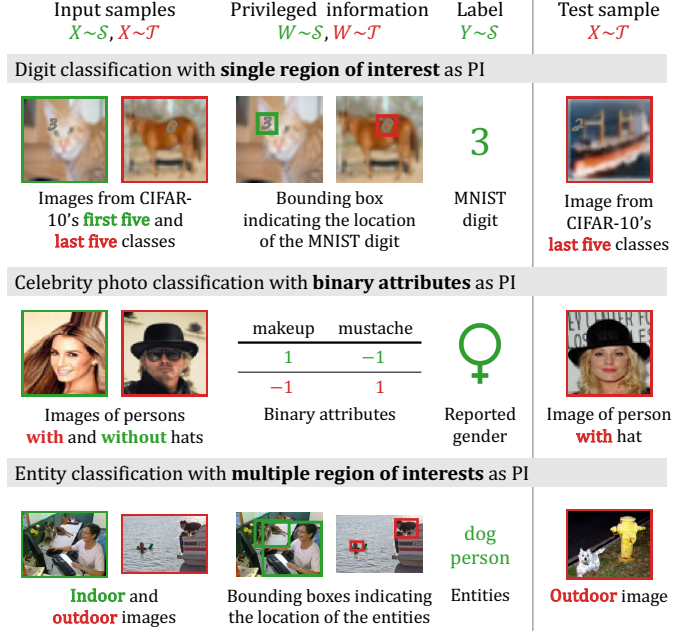 Input samples
X~S, X~T
Privileged information
W~S, W~T
Label
Y~S
Test sample
X~T
Digit classification with single region of interest as PI
3
Images from CIFAR-
10's first five and
last five classes
Bounding box
indicating the location
of the MNIST digit
MNIST
digit
Image from
CIFAR-10's
last five classes
Celebrity photo classification with binary attributes as PI
makeup mustache
1 −1
−1 1
Images of persons
with and without hats
Binary attributes
Reported
gender
Image of person
with hat
Entity classification with multiple region of interests as PI
dog
person
Indoor and
outdoor images
Bounding boxes indicating
the location of the entities
Entities
Outdoor image